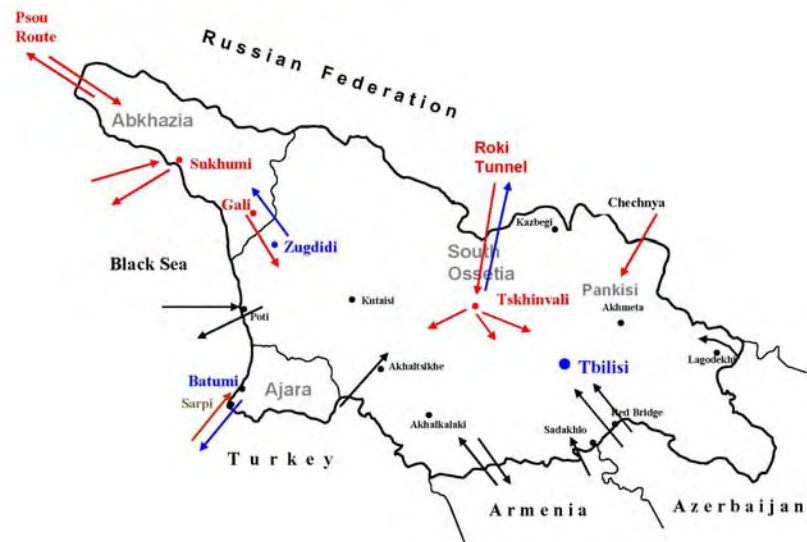 Psou
Route
Russian Federation
Abkhazia
Roki
Tunnel
Sukhumi
Chechnya
Gali
Kazbegi
Zugdidi
South
Ossetia
Black Sea
Pankisi
Kutaisi
Tskhinvali
Akhmeta
Poti
Lagodekhi
Akhaltsikhe
Tbilisi
Batumi
Ajara
Sarpi
Akhalkalaki
Red Bridge
Sadakhlo
Turkey
Armenia
Azerbaijan